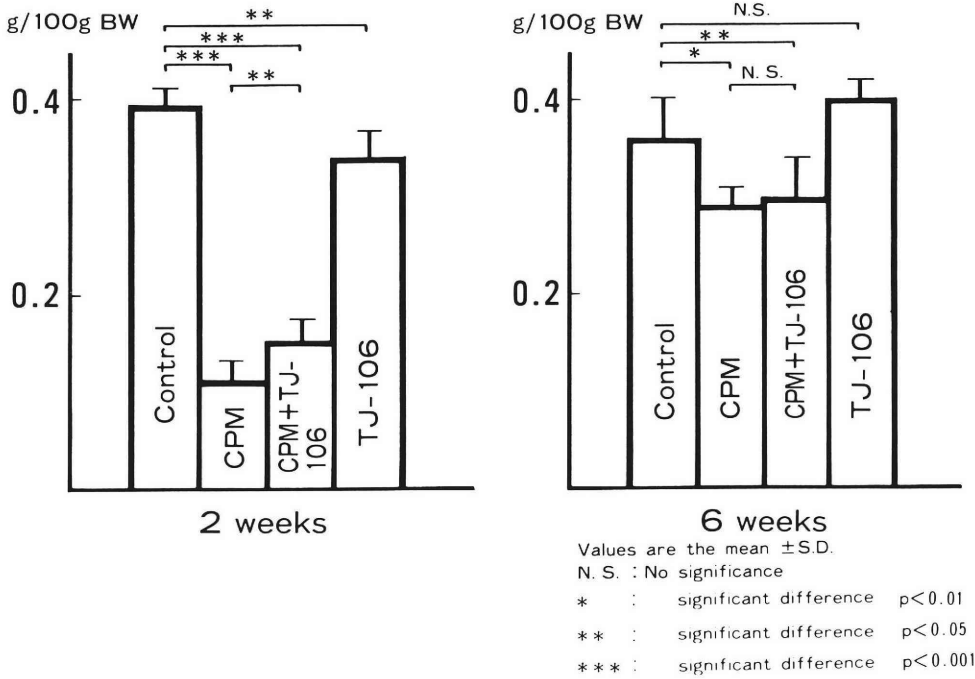 g/100g BW
**
***
***
**
0.4
0.2
Control
CPM
CPM+TJ-
106
TJ-106
2 weeks
g/100g BW
N.S.
**
*
N. S.
0.4
0.2
Control
CPM
CPM+TJ-106
TJ-106
6 weeks
Values are the mean ±S.D.
N. S. : No significance
* : significant difference p<0.01
** : significant difference p<0.05
*** : significant difference p<0.001